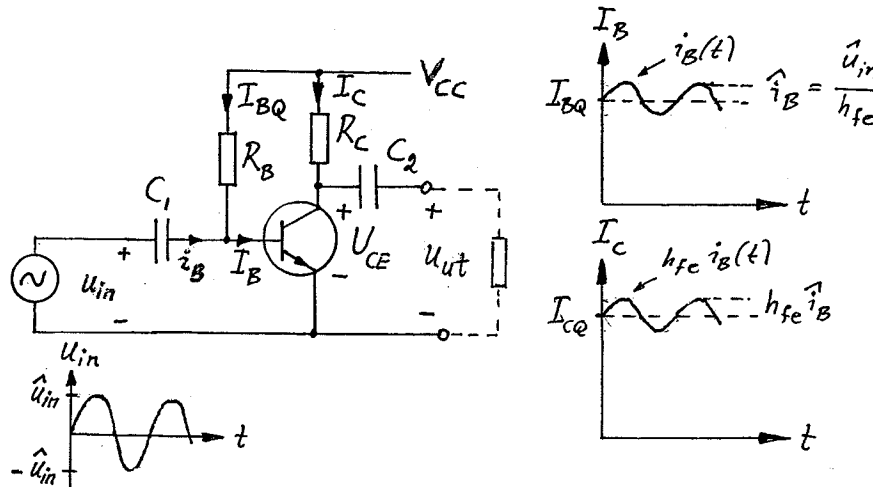 V_CC
I_BQ
I_C
R_B
R_C
C_1
C_2
+
i_B
I_B
+
U_CE
-
+
U_ut
-
~
u_in
-
u_in
û_in
-û_in
t
I_B
i_B(t)
I_BQ
î_B = û_in / h_fe
t
I_C
h_fe i_B(t)
I_CQ
h_fe î_B
t